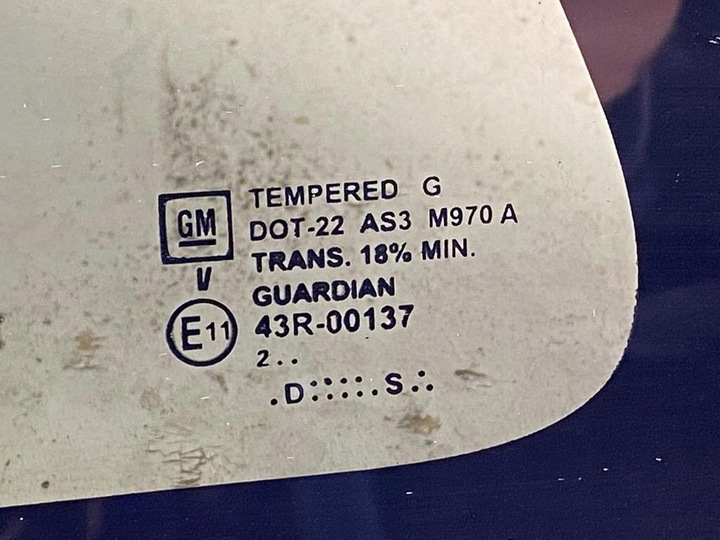 GM
TEMPERED G
DOT-22 AS3 M970 A
TRANS. 18% MIN.
V
GUARDIAN
E11
43R-00137
2..
.D::::.S.: